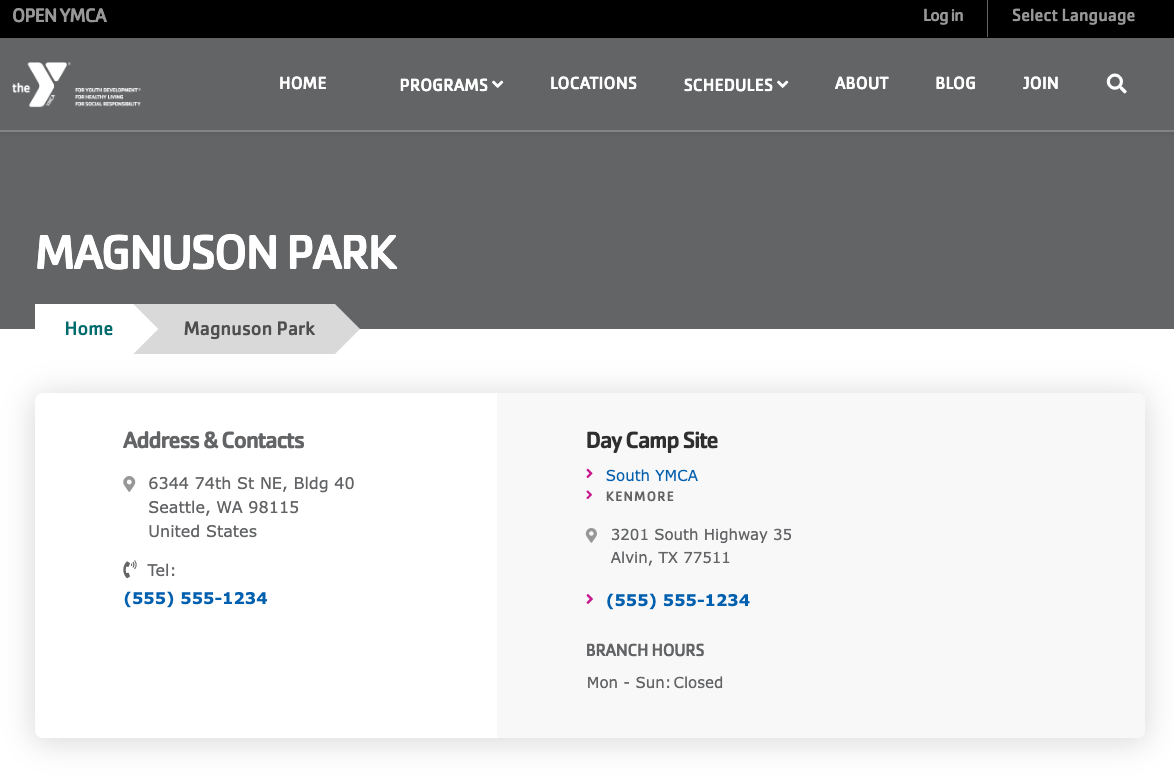 OPEN YMCA
Log in
Select Language
the Y
FOR YOUTH DEVELOPMENT®
FOR HEALTHY LIVING
FOR SOCIAL RESPONSIBILITY
HOME
PROGRAMS
LOCATIONS
SCHEDULES
ABOUT
BLOG
JOIN
MAGNUSON PARK
Home
Magnuson Park
Address & Contacts
6344 74th St NE, Bldg 40
Seattle, WA 98115
United States
Tel:
(555) 555-1234
Day Camp Site
South YMCA
KENMORE
3201 South Highway 35
Alvin, TX 77511
(555) 555-1234
BRANCH HOURS
Mon - Sun: Closed